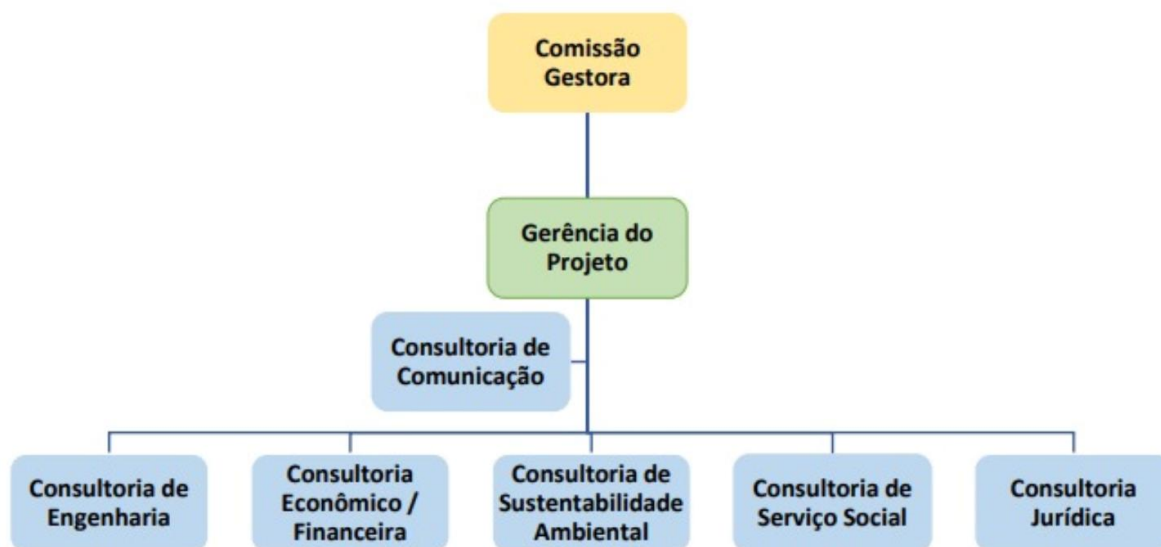 Comissão
Gestora
Gerência do
Projeto
Consultoria de
Comunicação
Consultoria de
Engenharia
Consultoria
Econômico /
Financeira
Consultoria de
Sustentabilidade
Ambiental
Consultoria de
Serviço Social
Consultoria
Jurídica